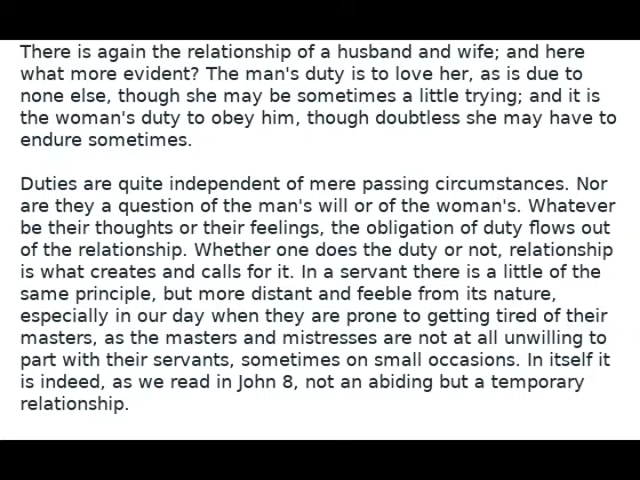 There is again the relationship of a husband and wife; and here
what more evident? The man's duty is to love her, as is due to
none else, though she may be sometimes a little trying; and it is
the woman's duty to obey him, though doubtless she may have to
endure sometimes.
Duties are quite independent of mere passing circumstances. Nor
are they a question of the man's will or of the woman's. Whatever
be their thoughts or their feelings, the obligation of duty flows out
of the relationship. Whether one does the duty or not, relationship
is what creates and calls for it. In a servant there is a little of the
same principle, but more distant and feeble from its nature,
especially in our day when they are prone to getting tired of their
masters, as the masters and mistresses are not at all unwilling to
part with their servants, sometimes on small occasions. In itself it
is indeed, as we read in John 8, not an abiding but a temporary
relationship.